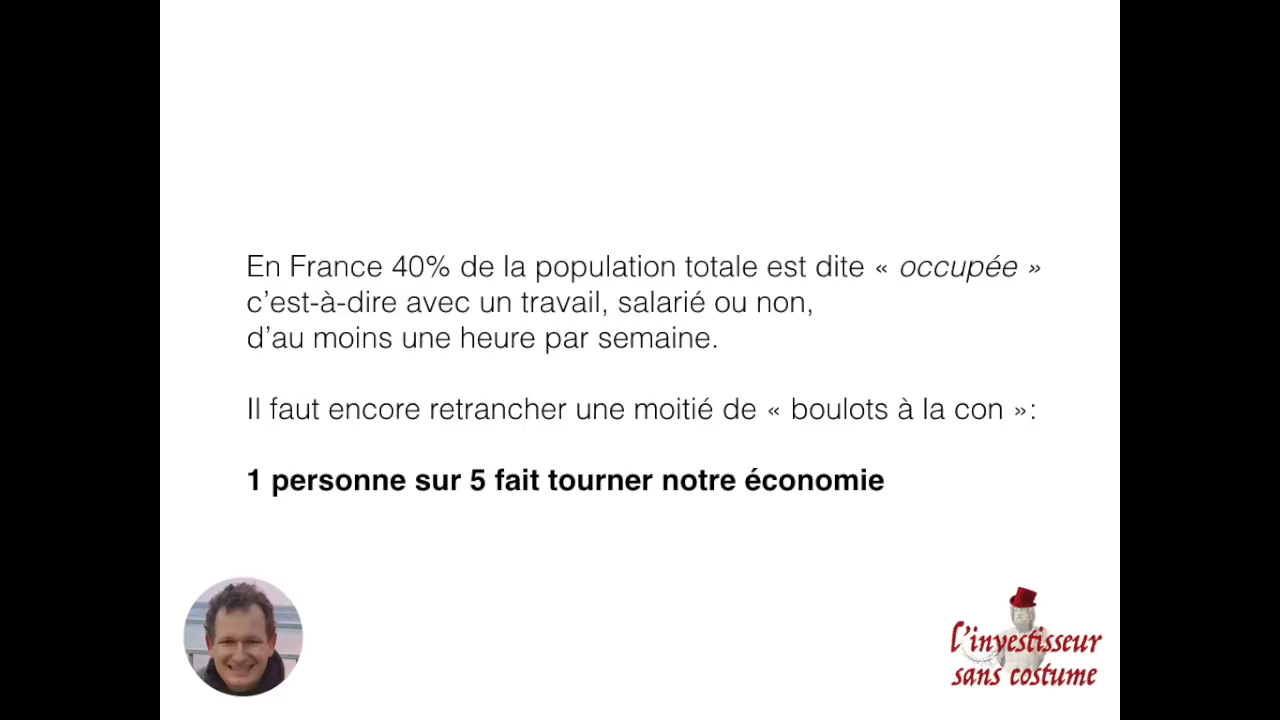 En France 40% de la population totale est dite « occupée »
c’est-à-dire avec un travail, salarié ou non,
d’au moins une heure par semaine.
Il faut encore retrancher une moitié de « boulots à la con »:
1 personne sur 5 fait tourner notre économie
l’investisseur
sans costume